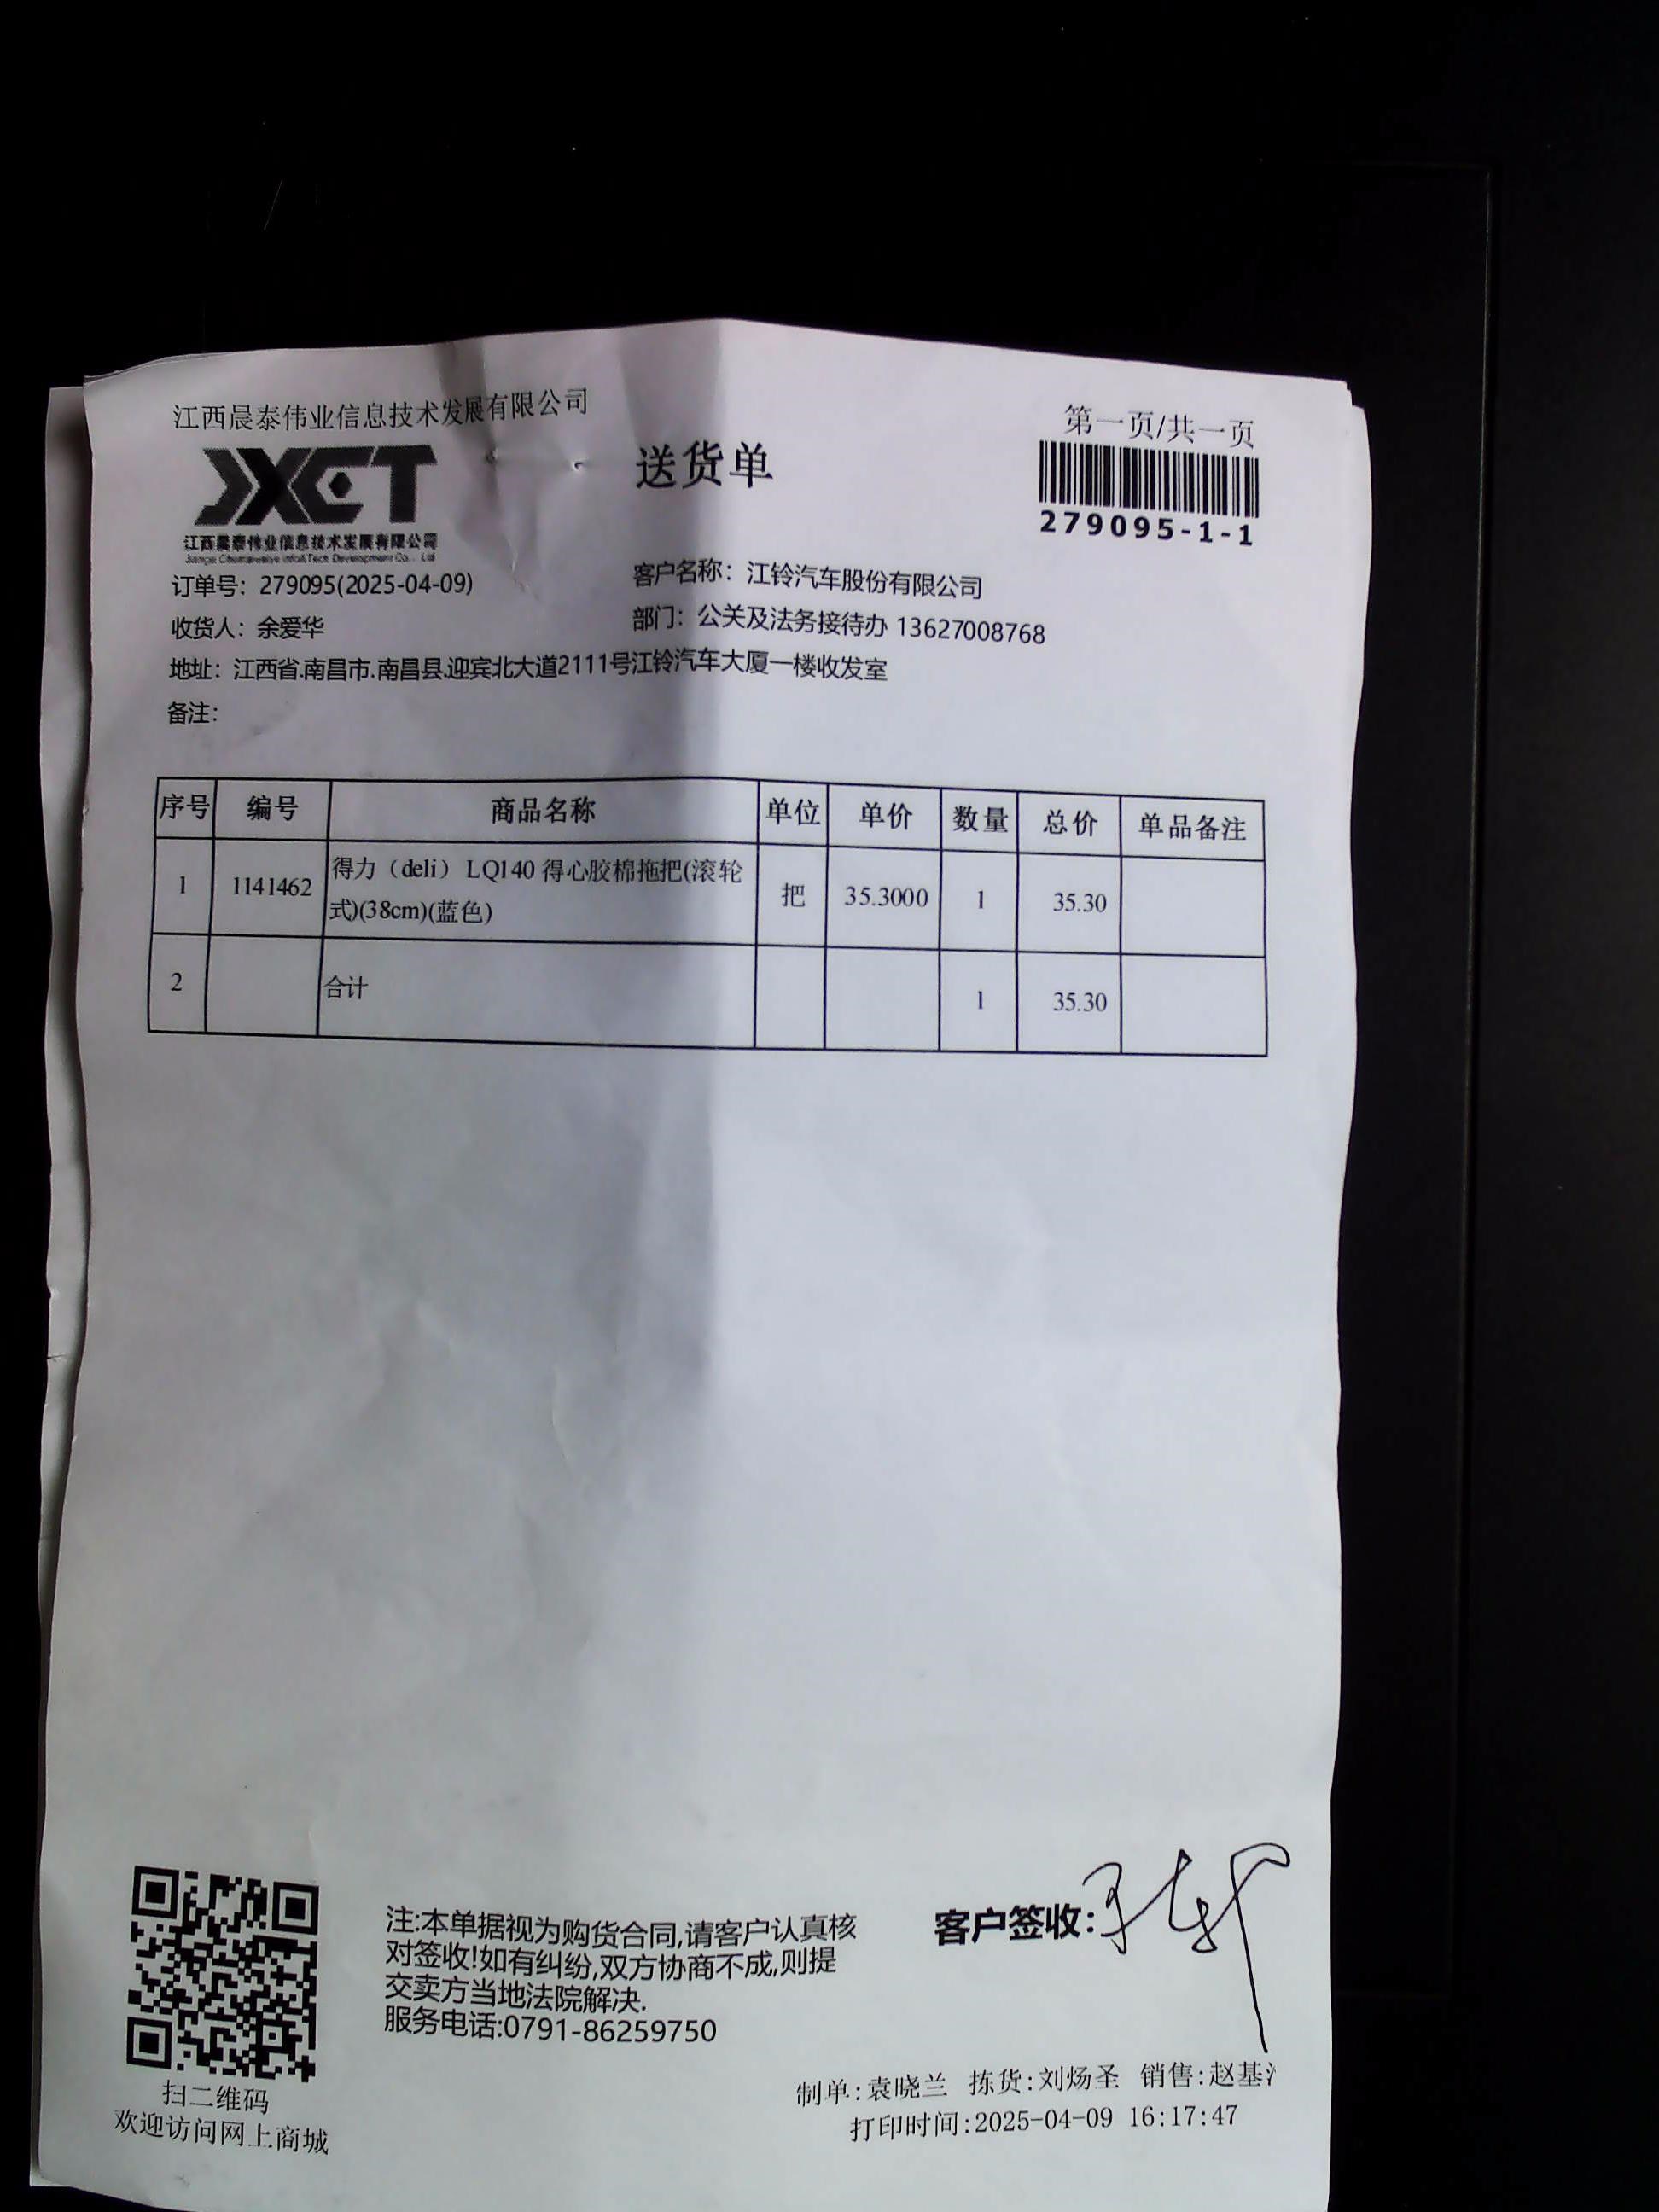 江西晨泰伟业信息技术发展有限公司
第一页/共一页
JXCT
送货单
279095-1-1
江西晨泰伟业信息技术发展有限公司
订单号：279095(2025-04-09)
客户名称：江铃汽车股份有限公司
收货人：余爱华
部门：公关及法务接待办 13627008768
地址：江西省.南昌市.南昌县.迎宾北大道2111号江铃汽车大厦一楼收发室
备注：
序号 编号 商品名称 单位 单价 数量 总价 单品备注
1 1141462 得力（deli）LQ140 得心胶棉拖把(滚轮
式)(38cm)(蓝色) 把 35.3000 1 35.30
2 合计 1 35.30
注:本单据视为购货合同,请客户认真核
对签收!如有纠纷,双方协商不成,则提
交卖方当地法院解决.
服务电话:0791-86259750
客户签收:
扫二维码
欢迎访问网上商城
制单:袁晓兰 拣货:刘炀圣 销售:赵基
打印时间:2025-04-09 16:17:47